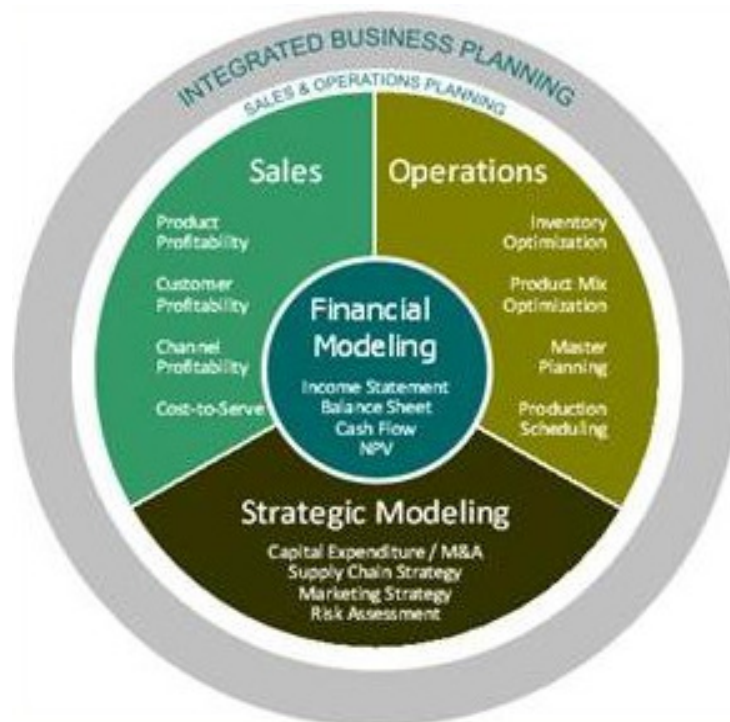 INTEGRATED BUSINESS PLANNING
SALES & OPERATIONS PLANNING
Sales
Product
Profitability
Customer
Profitability
Channel
Profitability
Cost-to-Serve
Operations
Inventory
Optimization
Product Mix
Optimization
Master
Planning
Production
Scheduling
Financial
Modeling
Income Statement
Balance Sheet
Cash Flow
NPV
Strategic Modeling
Capital Expenditure / M&A
Supply Chain Strategy
Marketing Strategy
Risk Assessment